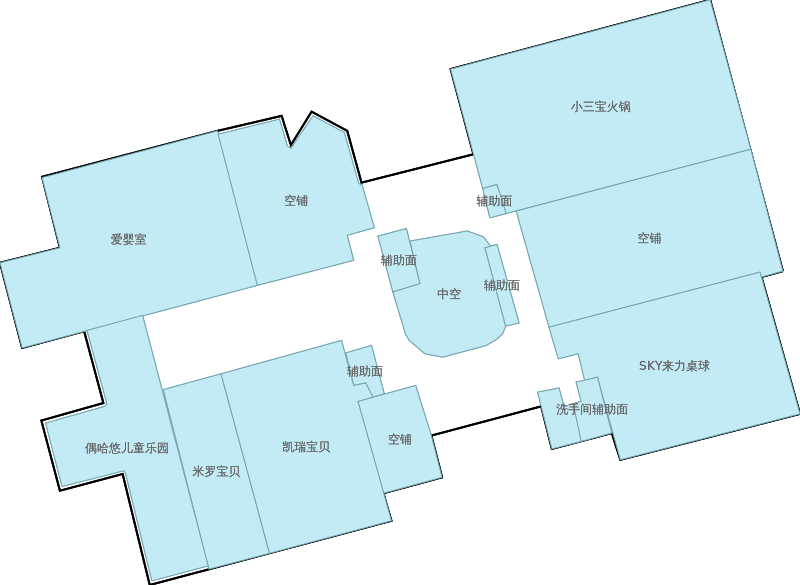 小三宝火锅
辅助面
空铺
爱婴室
空铺
辅助面
辅助面
中空
SKY来力桌球
辅助面
洗手间辅助面
空铺
凯瑞宝贝
偶哈悠儿童乐园
米罗宝贝